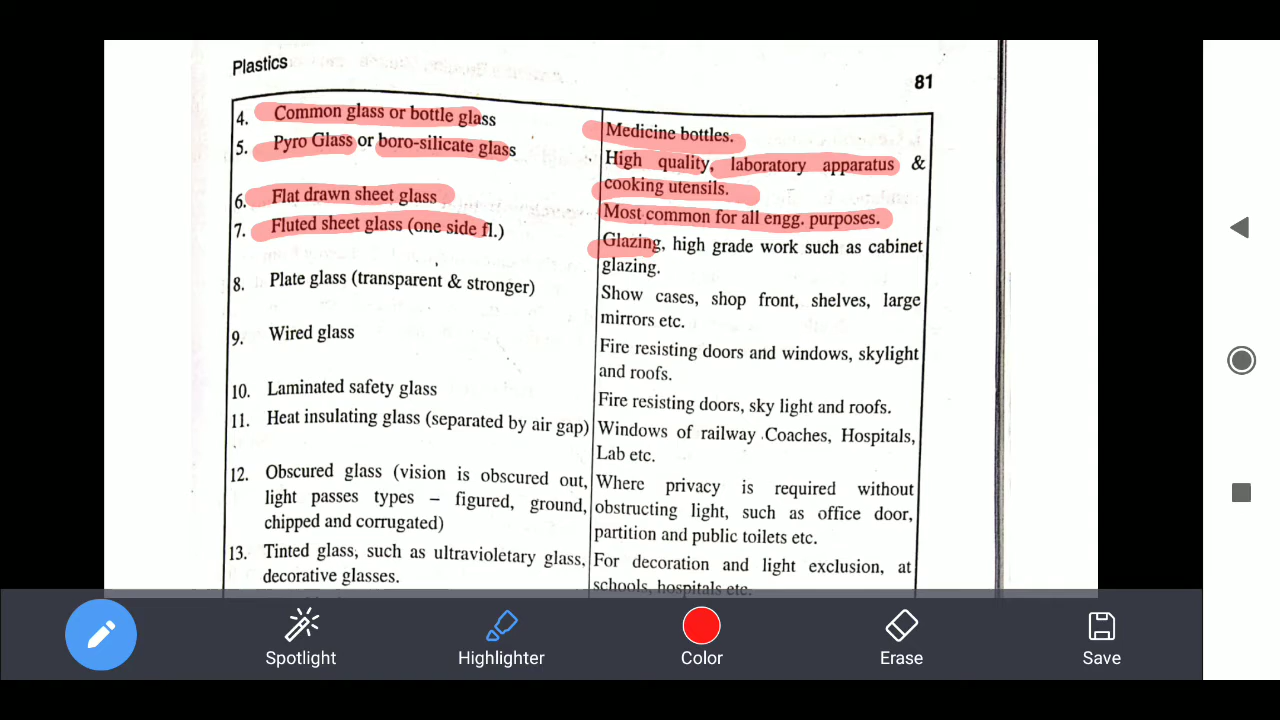 Plastics
81
4. Common glass or bottle glass
Medicine bottles.
5. Pyro Glass or boro-silicate glass
High quality, laboratory apparatus &
cooking utensils.
6. Flat drawn sheet glass
Most common for all engg. purposes.
7. Fluted sheet glass (one side fl.)
Glazing, high grade work such as cabinet
glazing.
8. Plate glass (transparent & stronger)
Show cases, shop front, shelves, large
mirrors etc.
9. Wired glass
Fire resisting doors and windows, skylight
and roofs.
10. Laminated safety glass
Fire resisting doors, sky light and roofs.
11. Heat insulating glass (separated by air gap)
Windows of railway Coaches, Hospitals,
Lab etc.
12. Obscured glass (vision is obscured out,
light passes types – figured, ground,
chipped and corrugated)
Where privacy is required without
obstructing light, such as office door,
partition and public toilets etc.
13. Tinted glass, such as ultravioletary glass,
decorative glasses.
For decoration and light exclusion, at
schools, hospitals etc.
Spotlight
Highlighter
Color
Erase
Save